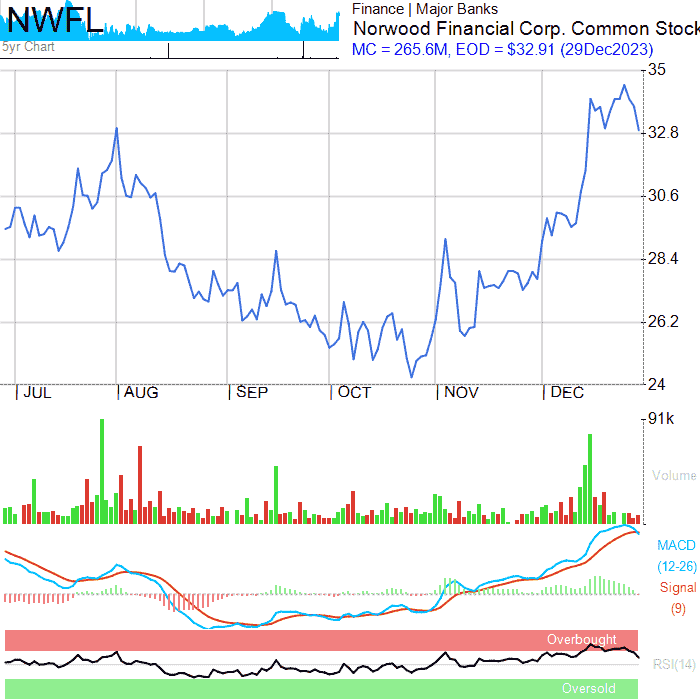 NWFL
5yr Chart
Finance | Major Banks
Norwood Financial Corp. Common Stock
MC = 265.6M, EOD = $32.91 (29Dec2023)
35
32.8
30.6
28.4
26.2
24
JUL AUG SEP OCT NOV DEC
91k
Volume
MACD
(12-26)
Signal
(9)
Overbought
RSI(14)
Oversold